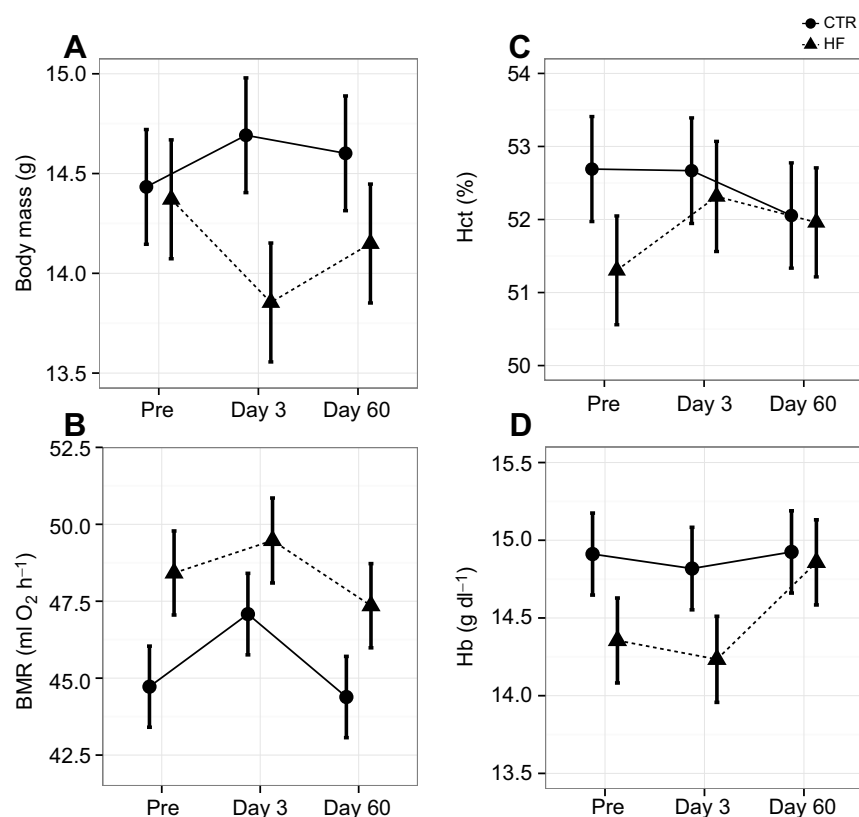 CTR
HF
A
Body mass (g)
15.0
14.5
14.0
13.5
Pre Day 3 Day 60
C
Hct (%)
54
53
52
51
50
Pre Day 3 Day 60
B
BMR (ml O₂ h⁻¹)
52.5
50.0
47.5
45.0
42.5
Pre Day 3 Day 60
D
Hb (g dl⁻¹)
15.5
15.0
14.5
14.0
13.5
Pre Day 3 Day 60